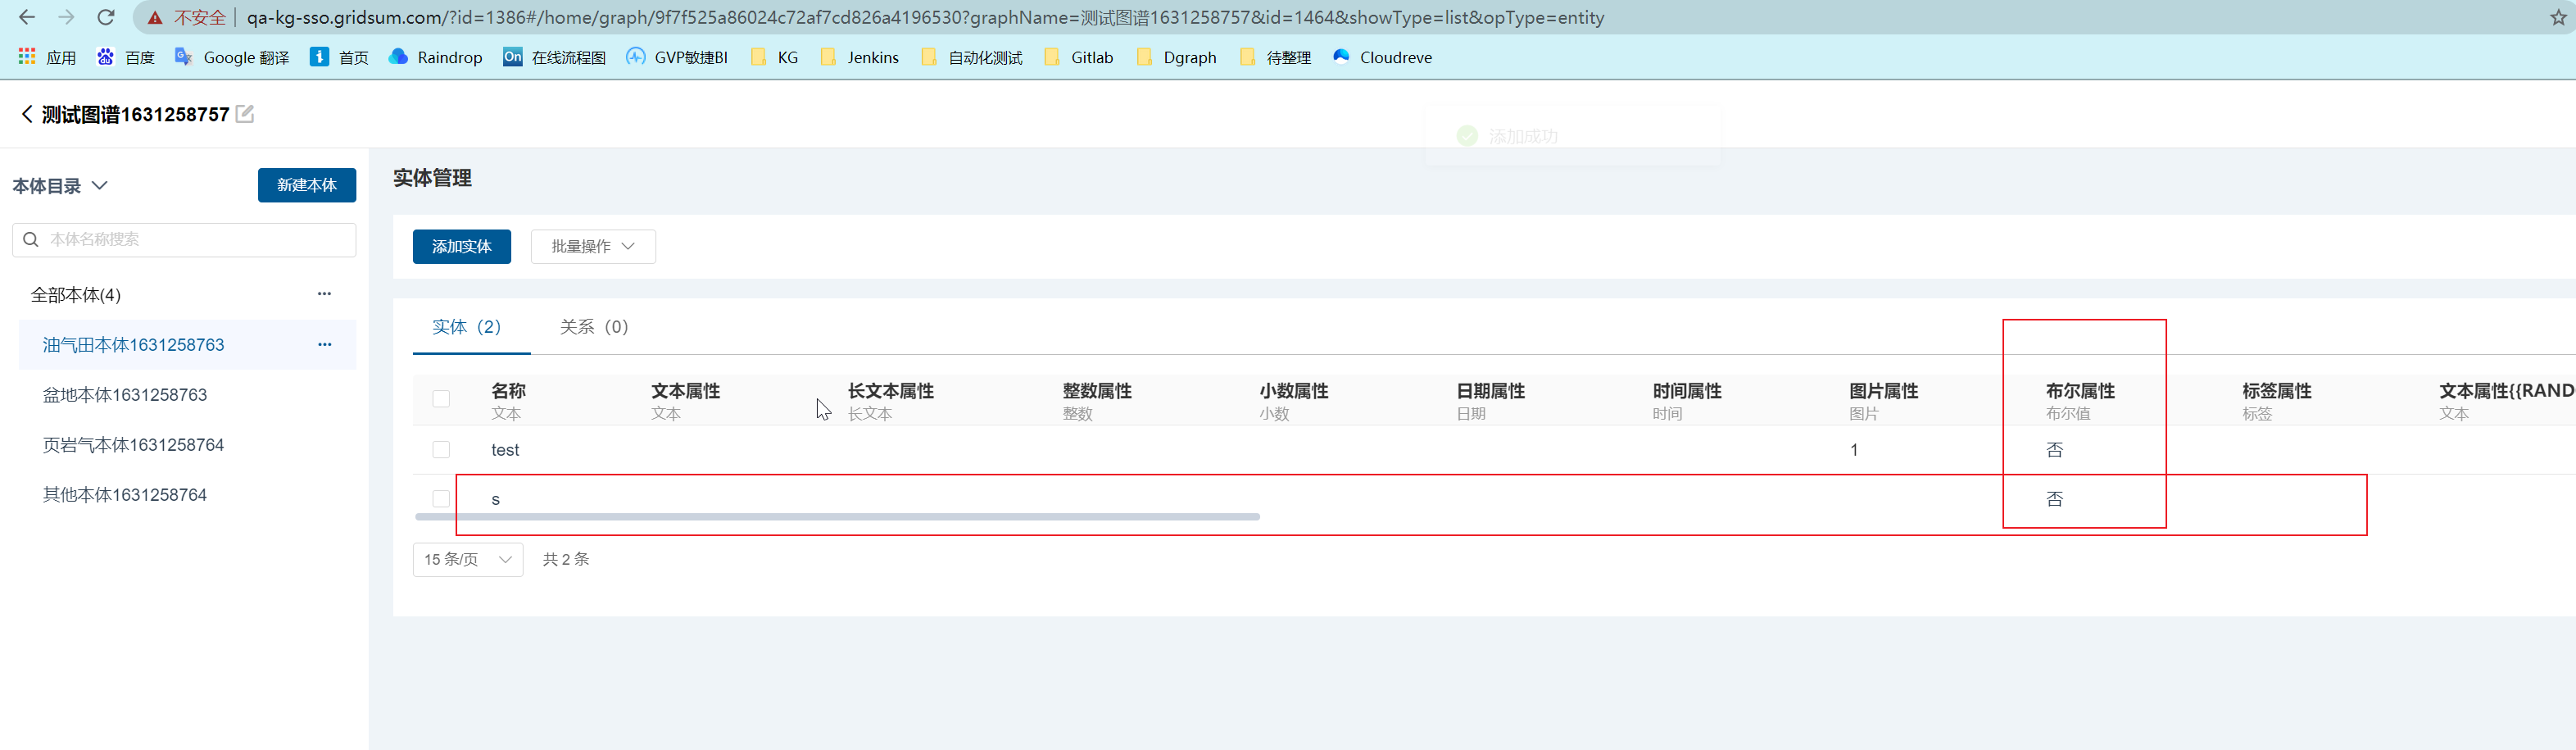 不安全 qa-kg-sso.gridsum.com/?id=1386#/home/graph/9f7f525a86024c72af7cd826a4196530?graphName=测试图谱1631258757&id=1464&showType=list&opType=entity
应用 百度 Google 翻译 首页 Raindrop On 在线流程图 GVP敏捷BI KG Jenkins 自动化测试 Gitlab Dgraph 待整理 Cloudreve
测试图谱1631258757
添加成功
本体目录 新建本体
本体名称搜索
全部本体(4) ···
油气田本体1631258763 ···
盆地本体1631258763
页岩气本体1631258764
其他本体1631258764
实体管理
添加实体 批量操作
实体（2） 关系（0）
名称 文本属性 长文本属性 整数属性 小数属性 日期属性 时间属性 图片属性 布尔属性 标签属性 文本属性{{RAND
文本 文本 长文本 整数 小数 日期 时间 图片 布尔值 标签 文本
test 1 否
s 否
15 条/页 共 2 条